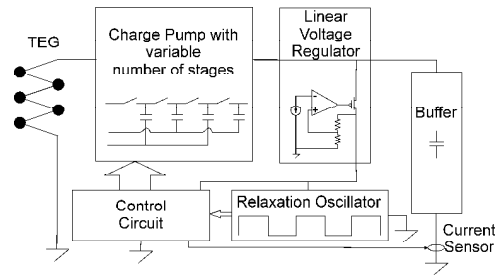 TEG
Charge Pump with
variable
number of stages
Linear
Voltage
Regulator
Buffer
Control
Circuit
Relaxation Oscillator
Current
Sensor